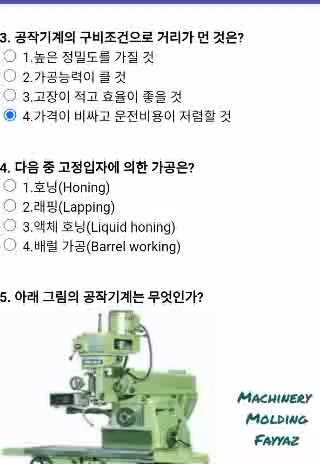 3. 공작기계의 구비조건으로 거리가 먼 것은?
1.높은 정밀도를 가질 것
2.가공능력이 클 것
3.고장이 적고 효율이 좋을 것
4.가격이 비싸고 운전비용이 저렴할 것
4. 다음 중 고정입자에 의한 가공은?
1.호닝(Honing)
2.래핑(Lapping)
3.액체 호닝(Liquid honing)
4.배럴 가공(Barrel working)
5. 아래 그림의 공작기계는 무엇인가?
MACHINERY
MOLDING
FAYYAZ